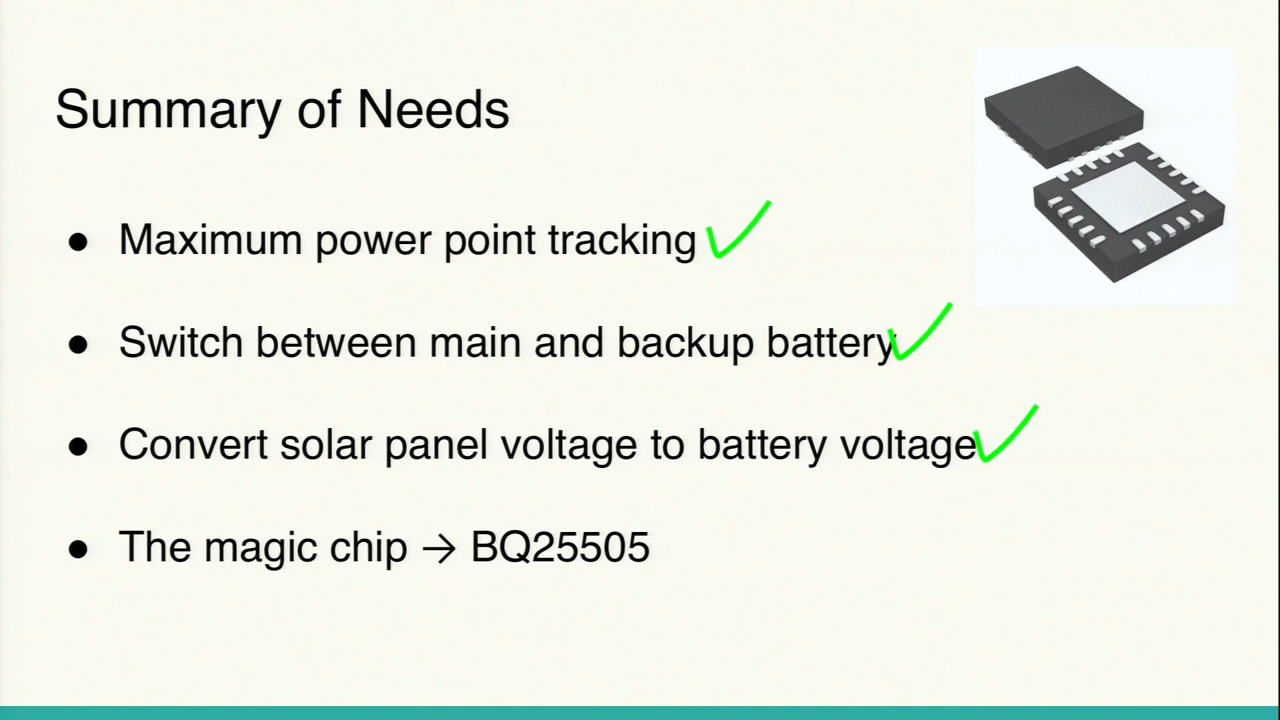 Summary of Needs
● Maximum power point tracking
● Switch between main and backup battery
● Convert solar panel voltage to battery voltage
● The magic chip → BQ25505